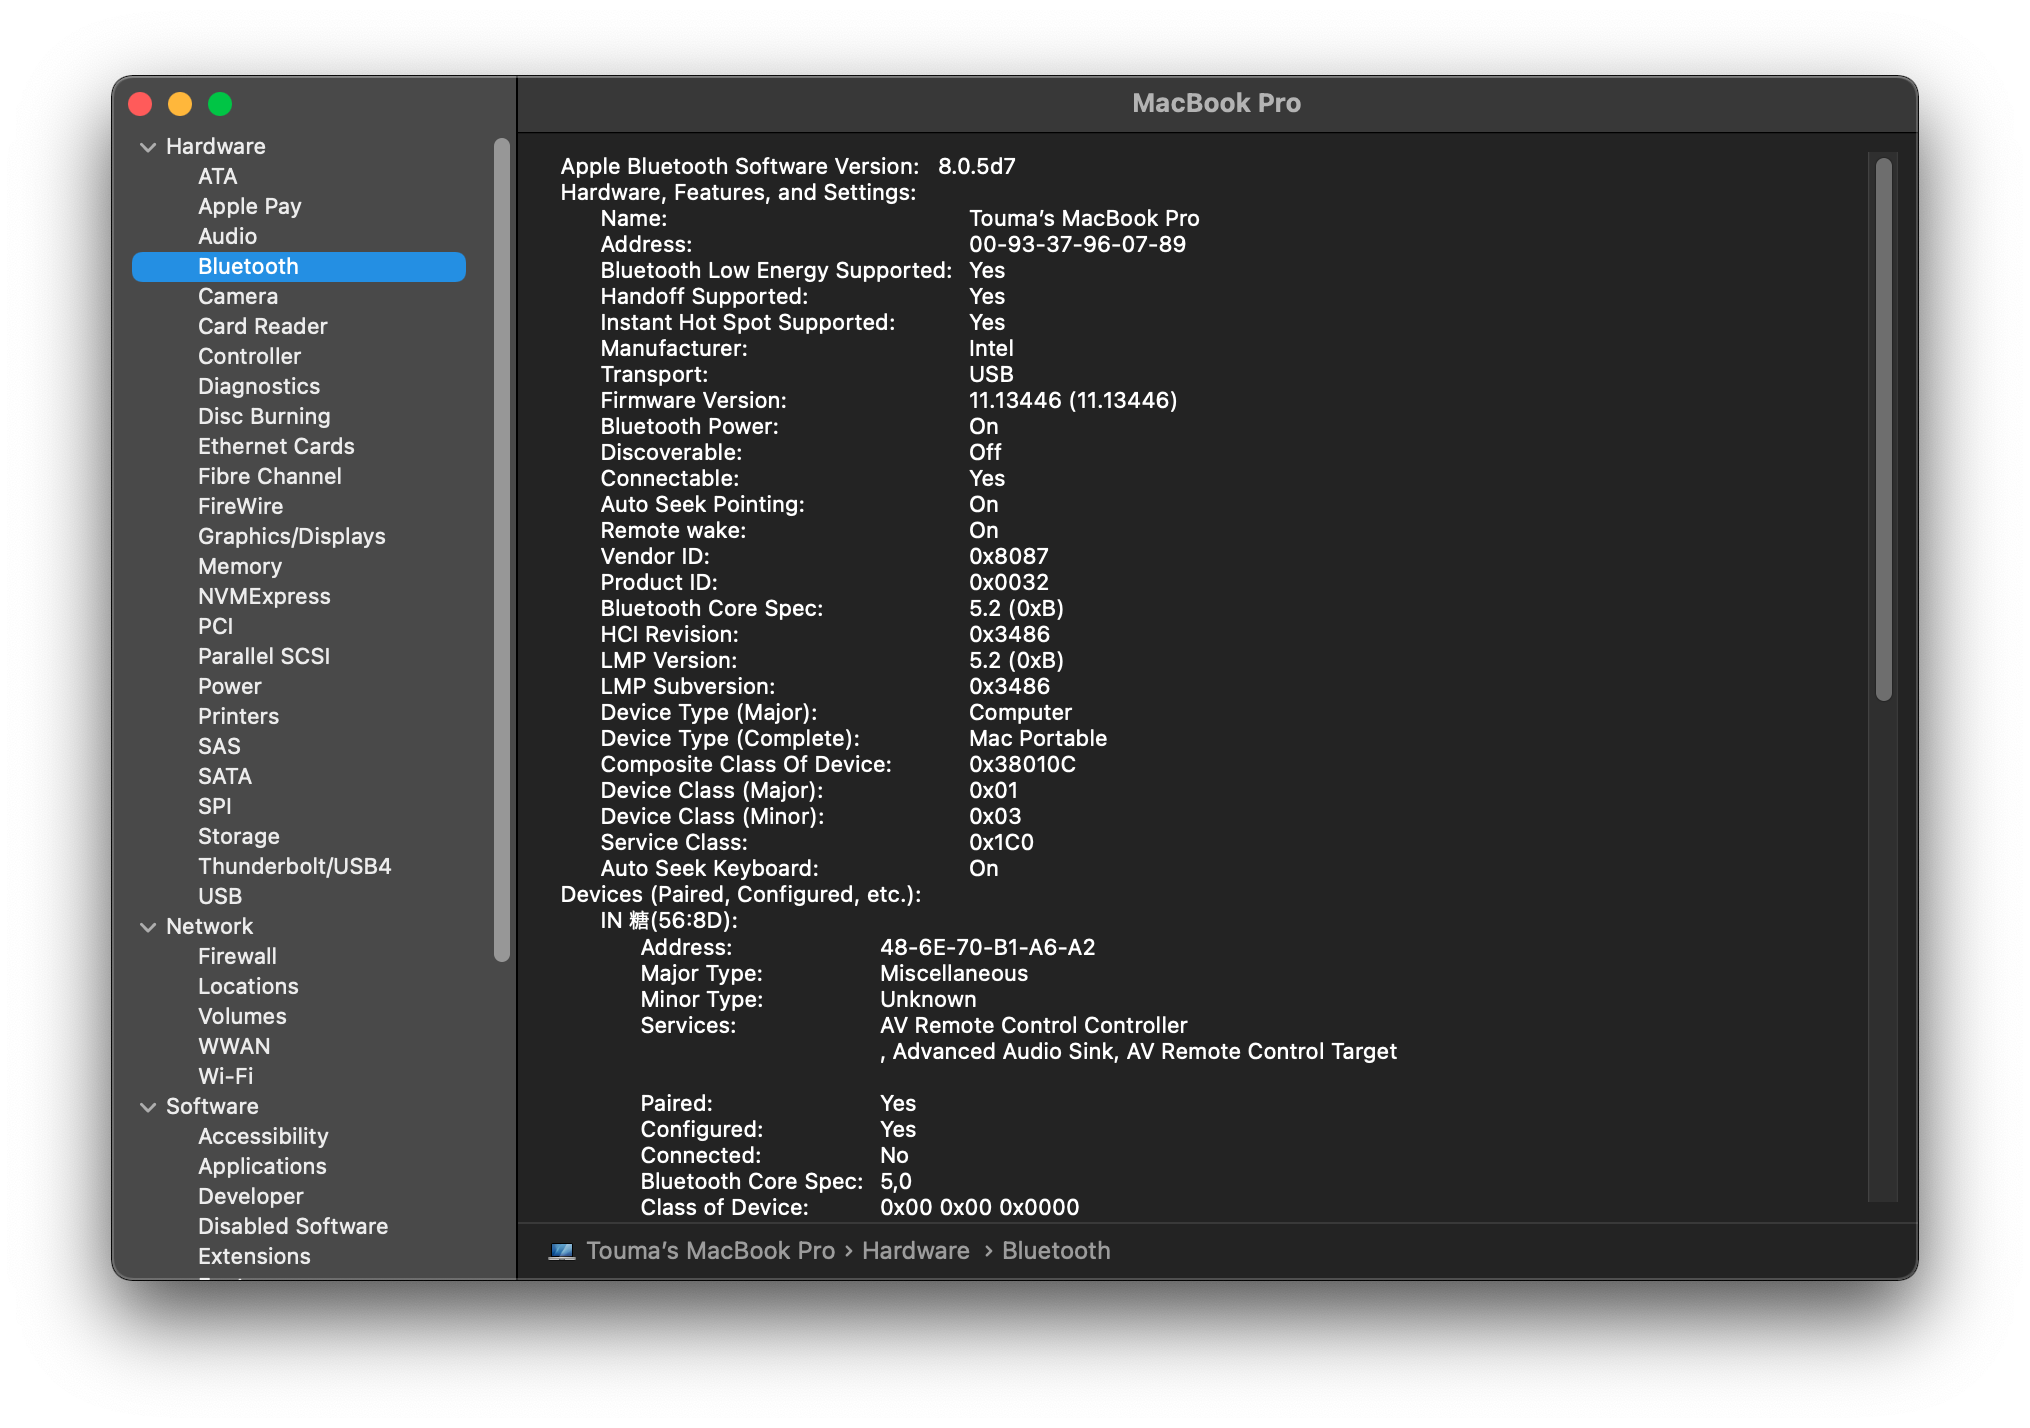 MacBook Pro
Hardware
ATA
Apple Pay
Audio
Bluetooth
Camera
Card Reader
Controller
Diagnostics
Disc Burning
Ethernet Cards
Fibre Channel
FireWire
Graphics/Displays
Memory
NVMExpress
PCI
Parallel SCSI
Power
Printers
SAS
SATA
SPI
Storage
Thunderbolt/USB4
USB
Network
Firewall
Locations
Volumes
WWAN
Wi-Fi
Software
Accessibility
Applications
Developer
Disabled Software
Extensions
Apple Bluetooth Software Version: 8.0.5d7
Hardware, Features, and Settings:
Name: Touma’s MacBook Pro
Address: 00-93-37-96-07-89
Bluetooth Low Energy Supported: Yes
Handoff Supported: Yes
Instant Hot Spot Supported: Yes
Manufacturer: Intel
Transport: USB
Firmware Version: 11.13446 (11.13446)
Bluetooth Power: On
Discoverable: Off
Connectable: Yes
Auto Seek Pointing: On
Remote wake: On
Vendor ID: 0x8087
Product ID: 0x0032
Bluetooth Core Spec: 5.2 (0xB)
HCI Revision: 0x3486
LMP Version: 5.2 (0xB)
LMP Subversion: 0x3486
Device Type (Major): Computer
Device Type (Complete): Mac Portable
Composite Class Of Device: 0x38010C
Device Class (Major): 0x01
Device Class (Minor): 0x03
Service Class: 0x1C0
Auto Seek Keyboard: On
Devices (Paired, Configured, etc.):
IN 糖(56:8D):
Address: 48-6E-70-B1-A6-A2
Major Type: Miscellaneous
Minor Type: Unknown
Services: AV Remote Control Controller
, Advanced Audio Sink, AV Remote Control Target
Paired: Yes
Configured: Yes
Connected: No
Bluetooth Core Spec: 5,0
Class of Device: 0x00 0x00 0x0000
Touma’s MacBook Pro › Hardware › Bluetooth